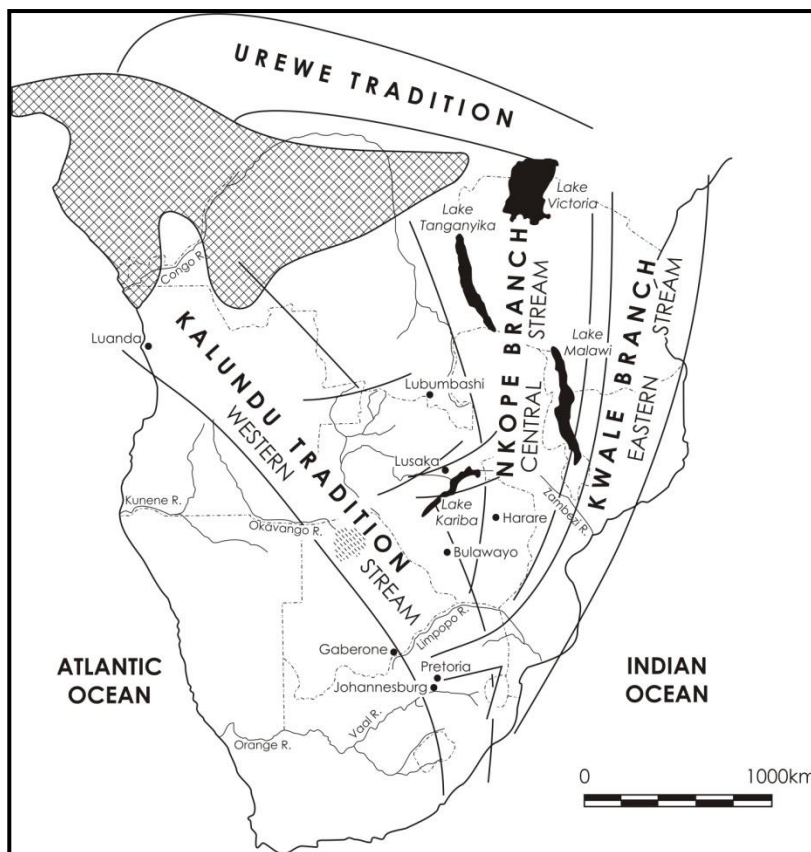 UREWE TRADITION
Lake
Victoria
Lake
Tanganyika
Congo R.
NKOPE BRANCH
CENTRAL STREAM
KWALE BRANCH
EASTERN STREAM
Luanda
KALUNDU TRADITION
WESTERN STREAM
Lake
Malawi
Lubumbashi
Lusaka
Lake
Kariba
Harare
Zambezi R.
Kunene R.
Okavango R.
Bulawayo
Limpopo R.
Gaberone
Pretoria
Johannesburg
ATLANTIC
OCEAN
INDIAN
OCEAN
Vaal R.
Orange R.
0 1000km